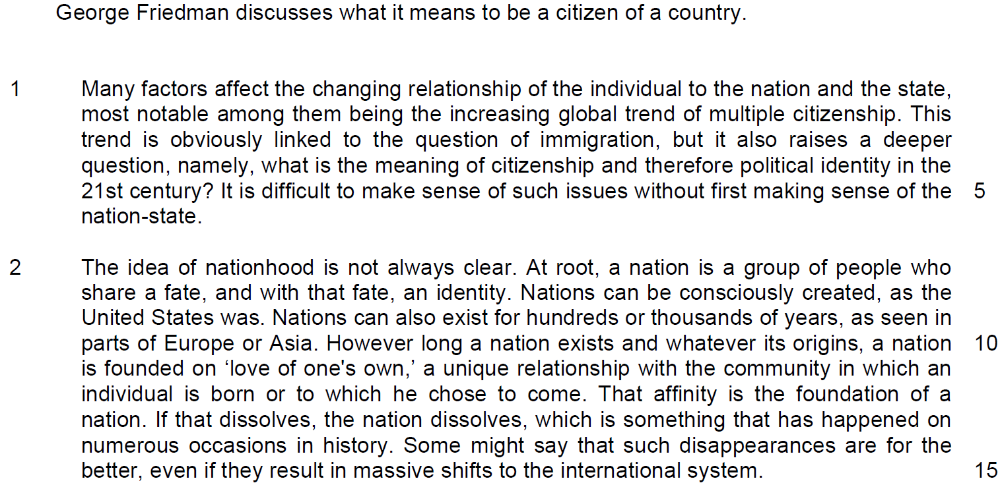 George Friedman discusses what it means to be a citizen of a country.
1 Many factors affect the changing relationship of the individual to the nation and the state,
most notable among them being the increasing global trend of multiple citizenship. This
trend is obviously linked to the question of immigration, but it also raises a deeper
question, namely, what is the meaning of citizenship and therefore political identity in the
21st century? It is difficult to make sense of such issues without first making sense of the 5
nation-state.
2 The idea of nationhood is not always clear. At root, a nation is a group of people who
share a fate, and with that fate, an identity. Nations can be consciously created, as the
United States was. Nations can also exist for hundreds or thousands of years, as seen in
parts of Europe or Asia. However long a nation exists and whatever its origins, a nation 10
is founded on ‘love of one's own,’ a unique relationship with the community in which an
individual is born or to which he chose to come. That affinity is the foundation of a
nation. If that dissolves, the nation dissolves, which is something that has happened on
numerous occasions in history. Some might say that such disappearances are for the
better, even if they result in massive shifts to the international system. 15